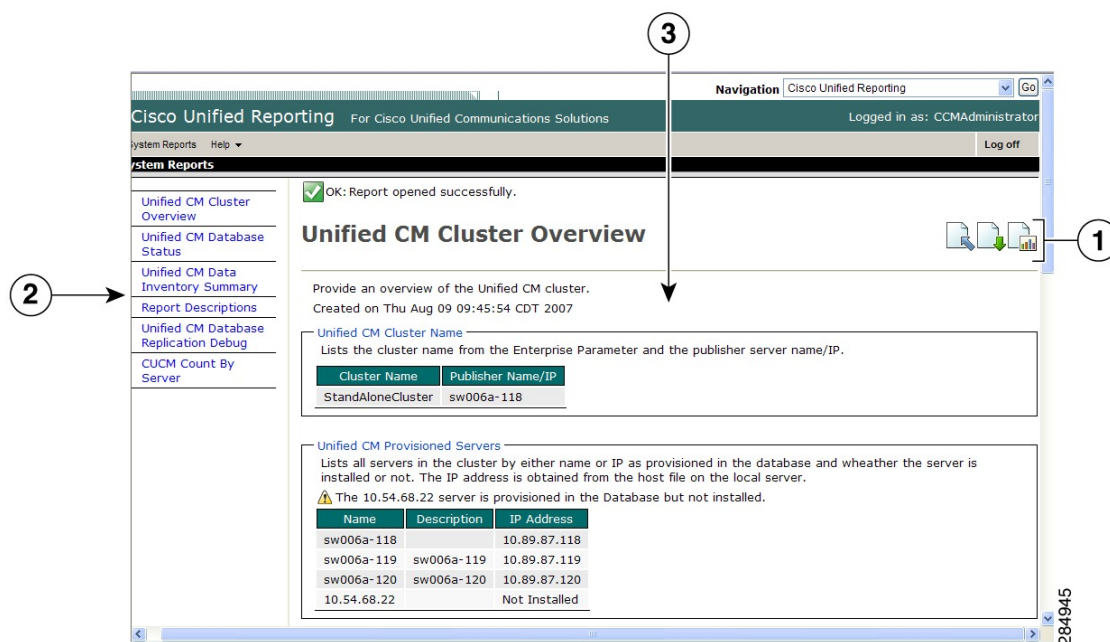 3
Navigation Cisco Unified Reporting Go
Cisco Unified Reporting For Cisco Unified Communications Solutions Logged in as: CCMAdministrator
ystem Reports Help Log off
ystem Reports
OK: Report opened successfully.
Unified CM Cluster Overview
1
2
Unified CM Cluster
Overview
Unified CM Database
Status
Unified CM Data
Inventory Summary
Report Descriptions
Unified CM Database
Replication Debug
CUCM Count By
Server
Provide an overview of the Unified CM cluster.
Created on Thu Aug 09 09:45:54 CDT 2007
Unified CM Cluster Name
Lists the cluster name from the Enterprise Parameter and the publisher server name/IP.
Cluster Name Publisher Name/IP
StandAloneCluster sw006a-118
Unified CM Provisioned Servers
Lists all servers in the cluster by either name or IP as provisioned in the database and wheather the server is
installed or not. The IP address is obtained from the host file on the local server.
The 10.54.68.22 server is provisioned in the Database but not installed.
Name Description IP Address
sw006a-118 10.89.87.118
sw006a-119 sw006a-119 10.89.87.119
sw006a-120 sw006a-120 10.89.87.120
10.54.68.22 Not Installed
284945